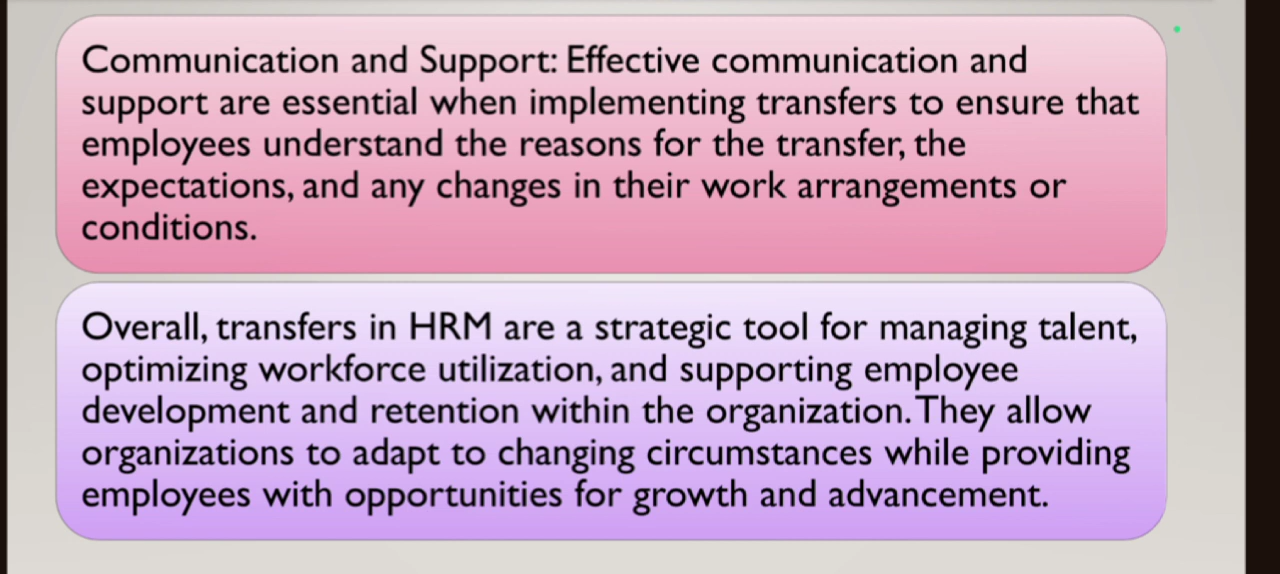 Communication and Support: Effective communication and
support are essential when implementing transfers to ensure that
employees understand the reasons for the transfer, the
expectations, and any changes in their work arrangements or
conditions.
Overall, transfers in HRM are a strategic tool for managing talent,
optimizing workforce utilization, and supporting employee
development and retention within the organization. They allow
organizations to adapt to changing circumstances while providing
employees with opportunities for growth and advancement.